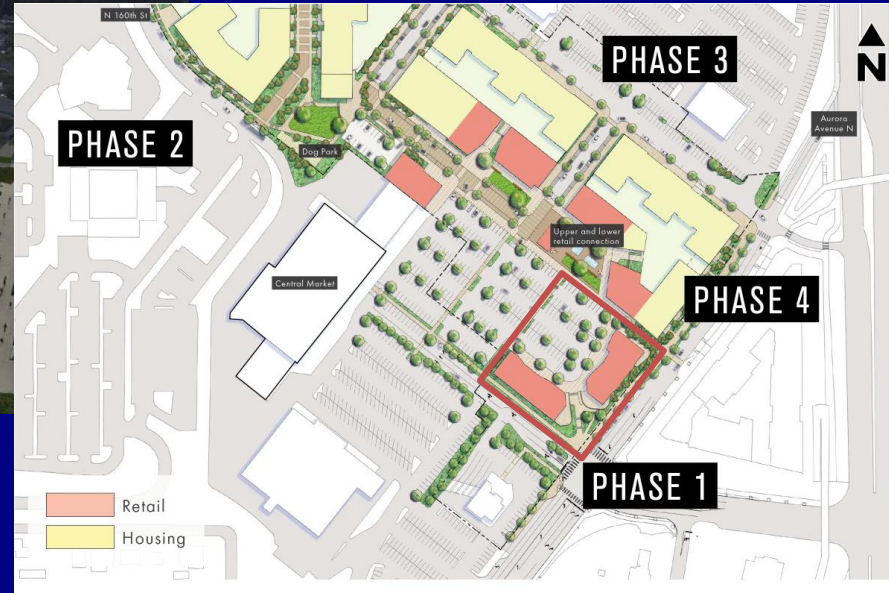 N 160th St
PHASE 3
N
Aurora
Avenue N
PHASE 2
Dog Park
Upper and lower
retail connection
Central Market
PHASE 4
PHASE 1
Retail
Housing